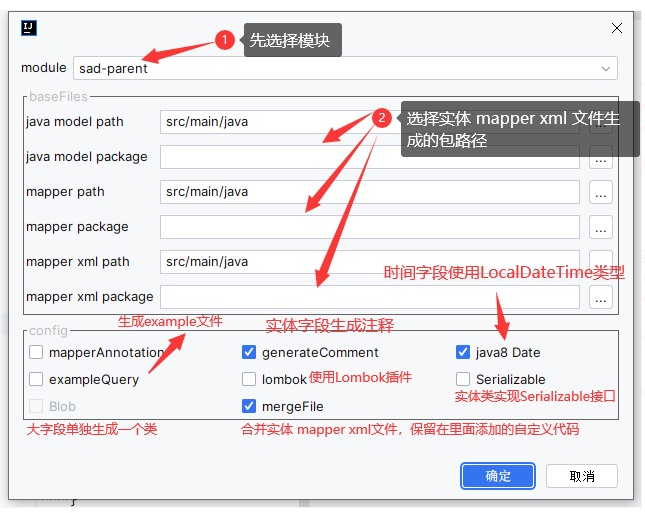 IJ
1
先选择模块
module
sad-parent
baseFiles
java model path
src/main/java
2
选择实体 mapper xml 文件生
成的包路径
java model package
...
mapper path
src/main/java
...
mapper package
...
mapper xml path
src/main/java
时间字段使用LocalDateTime类型
mapper xml package
...
生成example文件
实体字段生成注释
config
mapperAnnotation
generateComment
java8 Date
exampleQuery
lombok
使用Lombok插件
Serializable
实体类实现Serializable接口
Blob
mergeFile
大字段单独生成一个类
合并实体 mapper xml文件，保留在里面添加的自定义代码
确定
取消
}